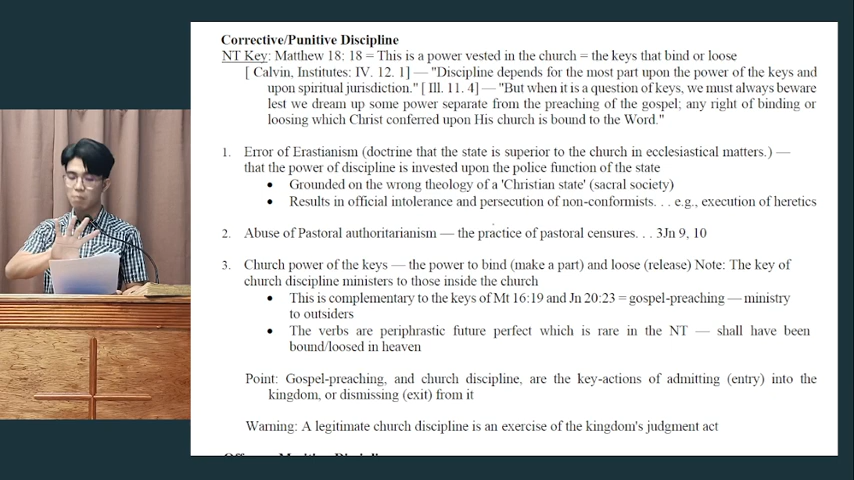 Corrective/Punitive Discipline
NT Key: Matthew 18: 18 = This is a power vested in the church = the keys that bind or loose
[ Calvin, Institutes: IV. 12. 1] — "Discipline depends for the most part upon the power of the keys and
upon spiritual jurisdiction." [ Ill. 11. 4] — "But when it is a question of keys, we must always beware
lest we dream up some power separate from the preaching of the gospel; any right of binding or
loosing which Christ conferred upon His church is bound to the Word."
1. Error of Erastianism (doctrine that the state is superior to the church in ecclesiastical matters.) —
that the power of discipline is invested upon the police function of the state
• Grounded on the wrong theology of a 'Christian state' (sacral society)
• Results in official intolerance and persecution of non-conformists. . . e.g., execution of heretics
2. Abuse of Pastoral authoritarianism — the practice of pastoral censures. . . 3Jn 9, 10
3. Church power of the keys — the power to bind (make a part) and loose (release) Note: The key of
church discipline ministers to those inside the church
• This is complementary to the keys of Mt 16:19 and Jn 20:23 = gospel-preaching — ministry
to outsiders
• The verbs are periphrastic future perfect which is rare in the NT — shall have been
bound/loosed in heaven
Point: Gospel-preaching, and church discipline, are the key-actions of admitting (entry) into the
kingdom, or dismissing (exit) from it
Warning: A legitimate church discipline is an exercise of the kingdom's judgment act